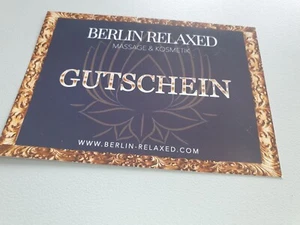 BERLIN RELAXED
MASSAGE & KOSMETIK
GUTSCHEIN
WWW.BERLIN-RELAXED.COM